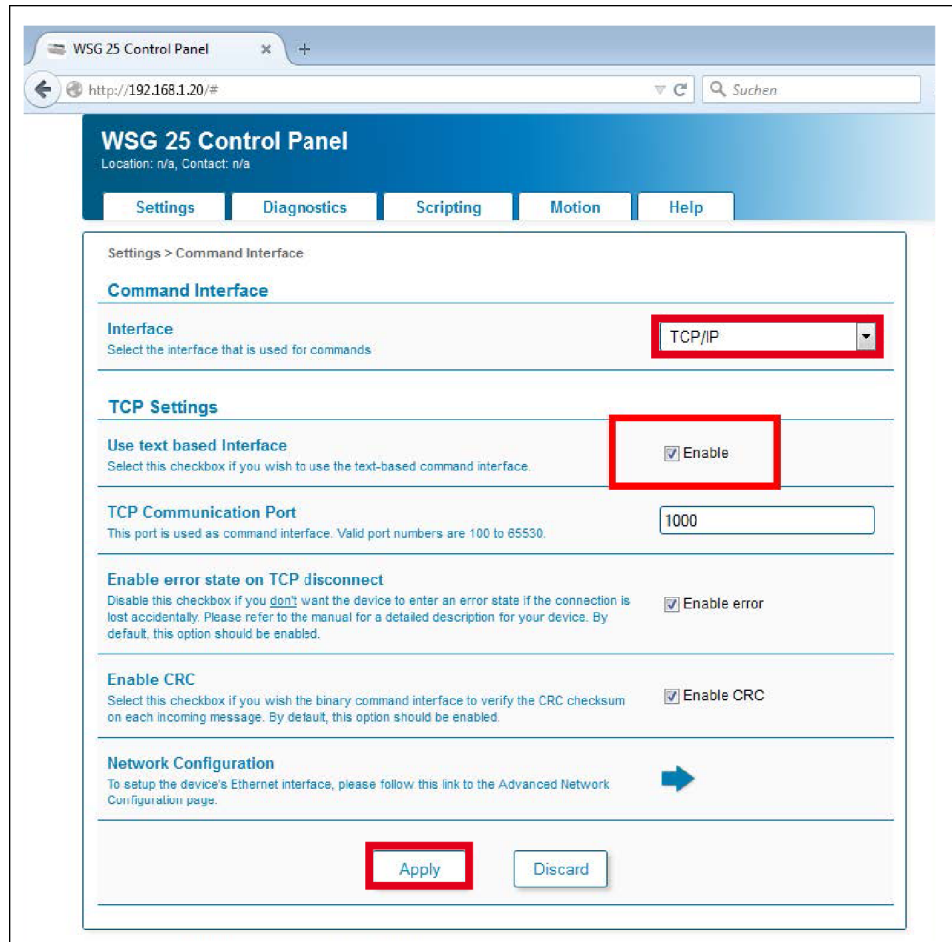 WSG 25 Control Panel
http://192.168.1.20/#
Suchen
WSG 25 Control Panel
Location: n/a, Contact: n/a
Settings
Diagnostics
Scripting
Motion
Help
Settings > Command Interface
Command Interface
Interface
Select the interface that is used for commands
TCP/IP
TCP Settings
Use text based Interface
Select this checkbox if you wish to use the text-based command interface.
Enable
TCP Communication Port
This port is used as command interface. Valid port numbers are 100 to 65530.
1000
Enable error state on TCP disconnect
Disable this checkbox if you don't want the device to enter an error state if the connection is
lost accidentally. Please refer to the manual for a detailed description for your device. By
default, this option should be enabled.
Enable error
Enable CRC
Select this checkbox if you wish the binary command interface to verify the CRC checksum
on each incoming message. By default, this option should be enabled.
Enable CRC
Network Configuration
To setup the device's Ethernet interface, please follow this link to the Advanced Network
Configuration page.
Apply
Discard